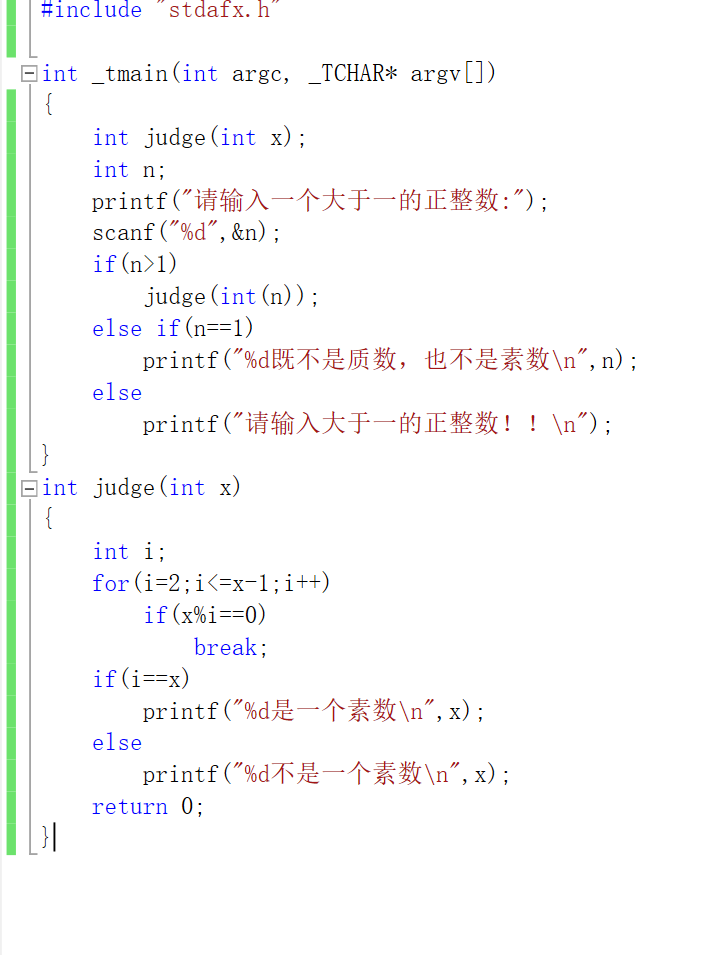 #include "stdafx.h"
int _tmain(int argc, _TCHAR* argv[])
{
    int judge(int x);
    int n;
    printf("请输入一个大于一的正整数:");
    scanf("%d",&n);
    if(n>1)
        judge(int(n));
    else if(n==1)
        printf("%d既不是质数，也不是素数\n",n);
    else
        printf("请输入大于一的正整数！！\n");
}
int judge(int x)
{
    int i;
    for(i=2;i<=x-1;i++)
        if(x%i==0)
            break;
    if(i==x)
        printf("%d是一个素数\n",x);
    else
        printf("%d不是一个素数\n",x);
    return 0;
}